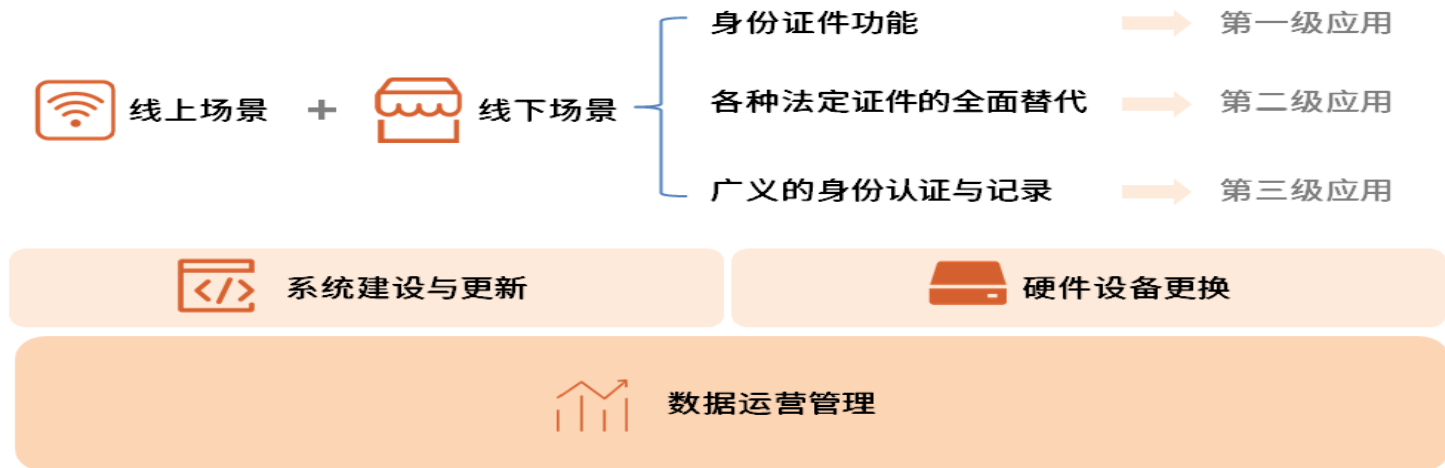 身份证件功能 第一级应用
线上场景 + 线下场景 各种法定证件的全面替代 第二级应用
广义的身份认证与记录 第三级应用
系统建设与更新 硬件设备更换
数据运营管理